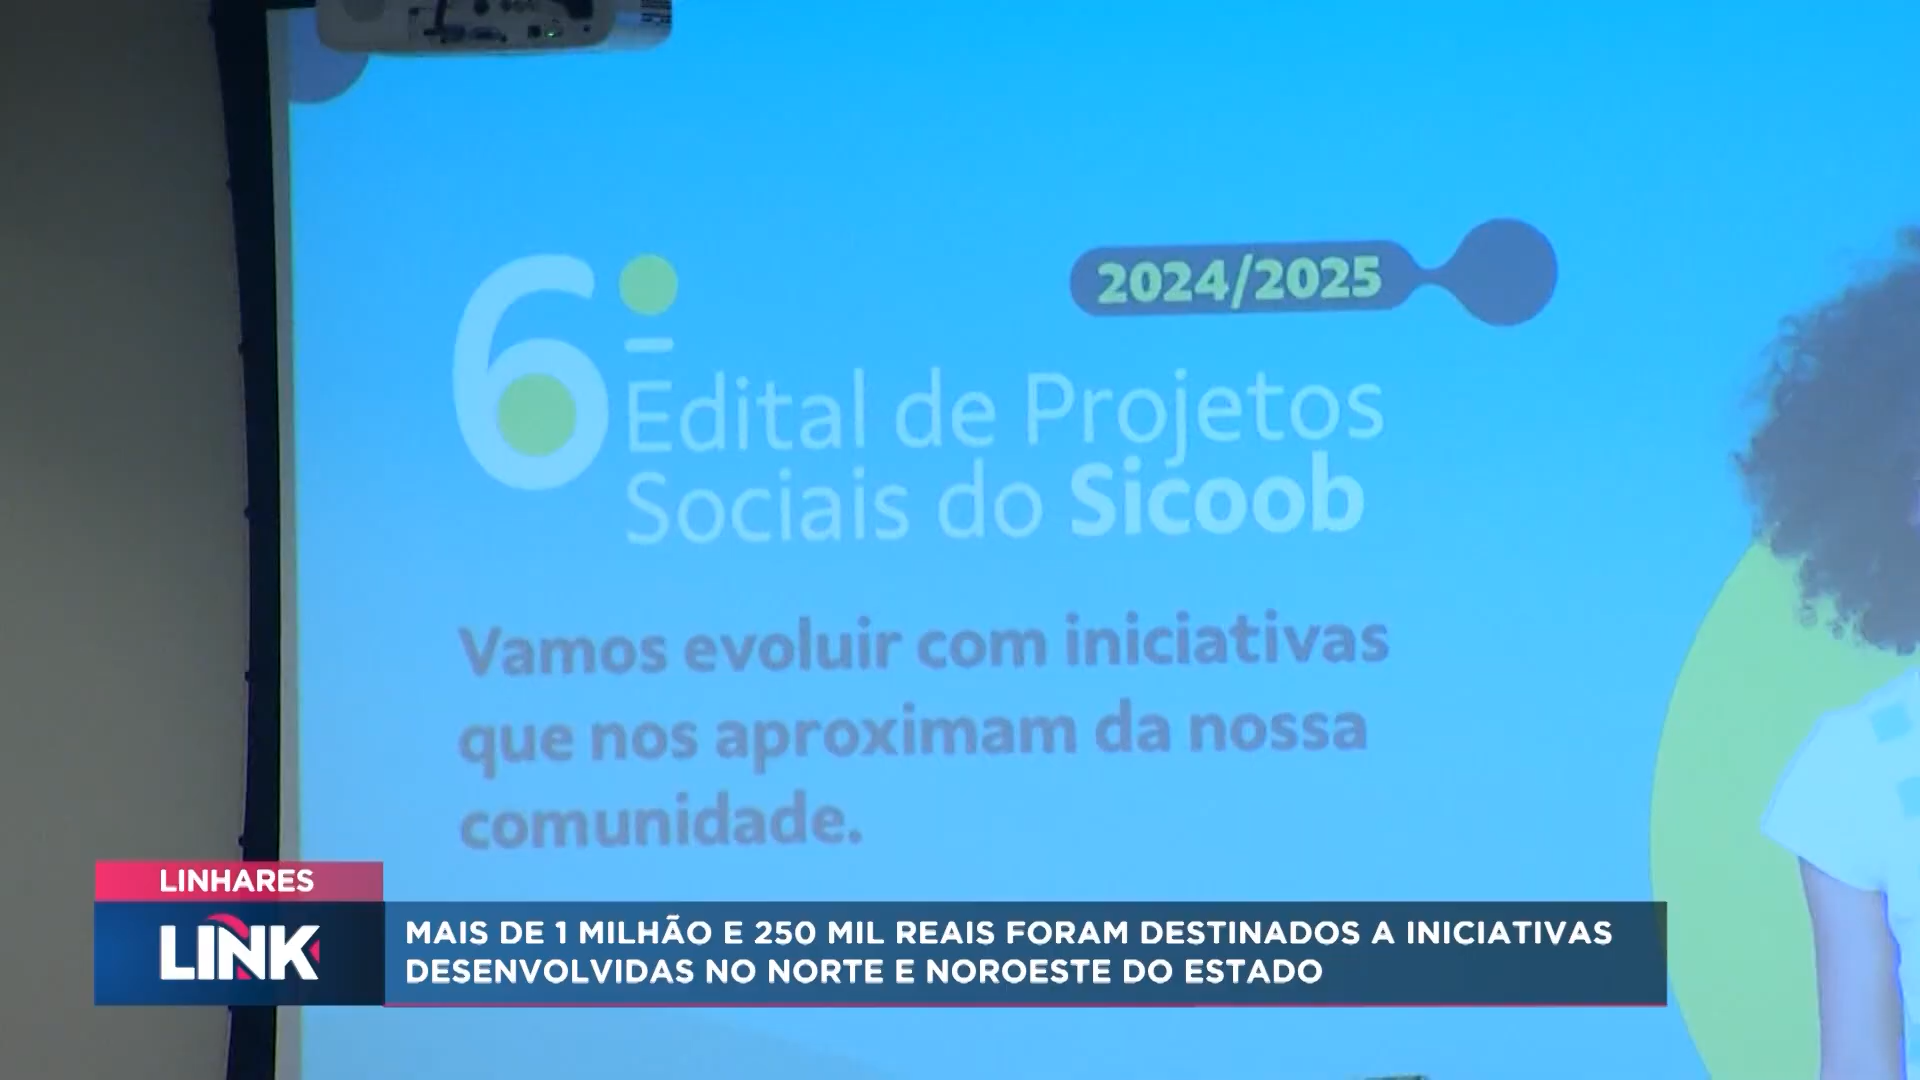 2024/2025
6º
Edital de Projetos
Sociais do Sicoob
Vamos evoluir com iniciativas
que nos aproximam da nossa
comunidade.
LINHARES
LINK
MAIS DE 1 MILHÃO E 250 MIL REAIS FORAM DESTINADOS A INICIATIVAS
DESENVOLVIDAS NO NORTE E NOROESTE DO ESTADO